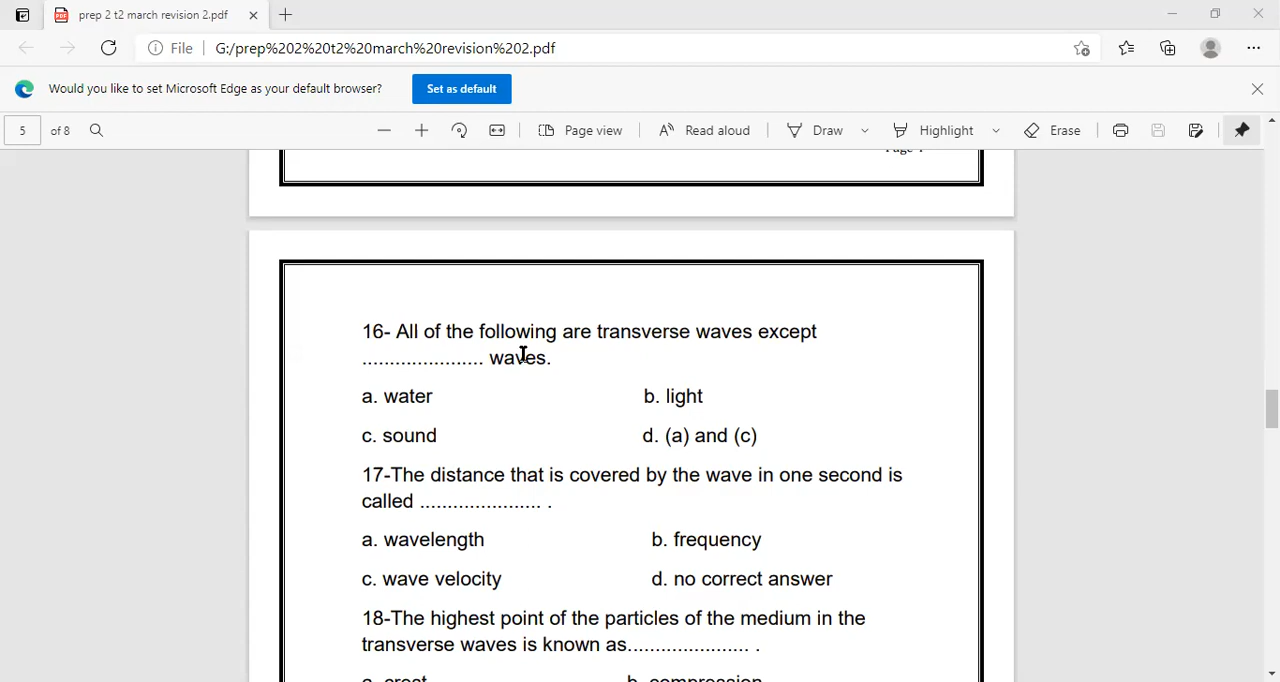 prep 2 t2 march revision 2.pdf
File G:/prep%202%20t2%20march%20revision%202.pdf
Would you like to set Microsoft Edge as your default browser? Set as default
5 of 8 Page view Read aloud Draw Highlight Erase
16- All of the following are transverse waves except
...................... waves.
a. water b. light
c. sound d. (a) and (c)
17-The distance that is covered by the wave in one second is
called ...................... .
a. wavelength b. frequency
c. wave velocity d. no correct answer
18-The highest point of the particles of the medium in the
transverse waves is known as...................... .
a. crest b. compression